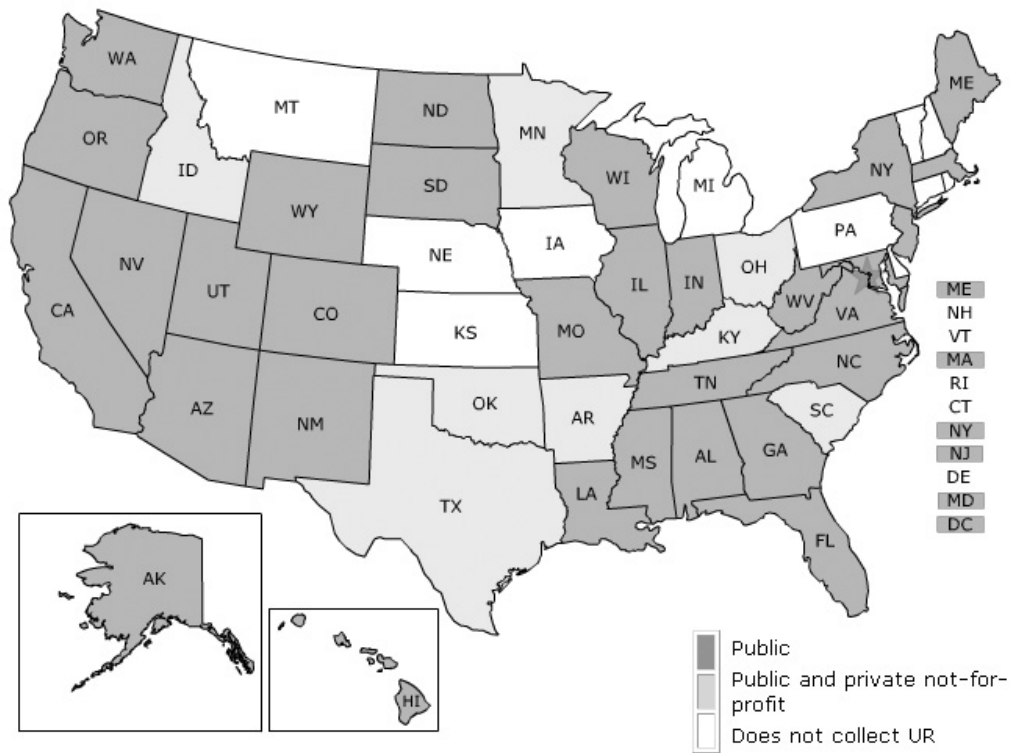 WA
ME
MT
ND
MN
OR
ID
NY
WI
SD
MI
WY
PA
IA
NE
OH
NV
IL
IN
UT
WV
ME
VA
CO
CA
NH
KS
MO
KY
VT
MA
NC
TN
RI
OK
AZ
CT
AR
SC
NM
NY
GA
MS
AL
NJ
DE
LA
TX
MD
DC
FL
AK
Public
Public and private not-for-
profit
HI
Does not collect UR